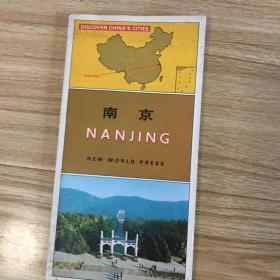 DISCOVER CHINA'S CITIES
南京
NANJING
NEW WORLD PRESS